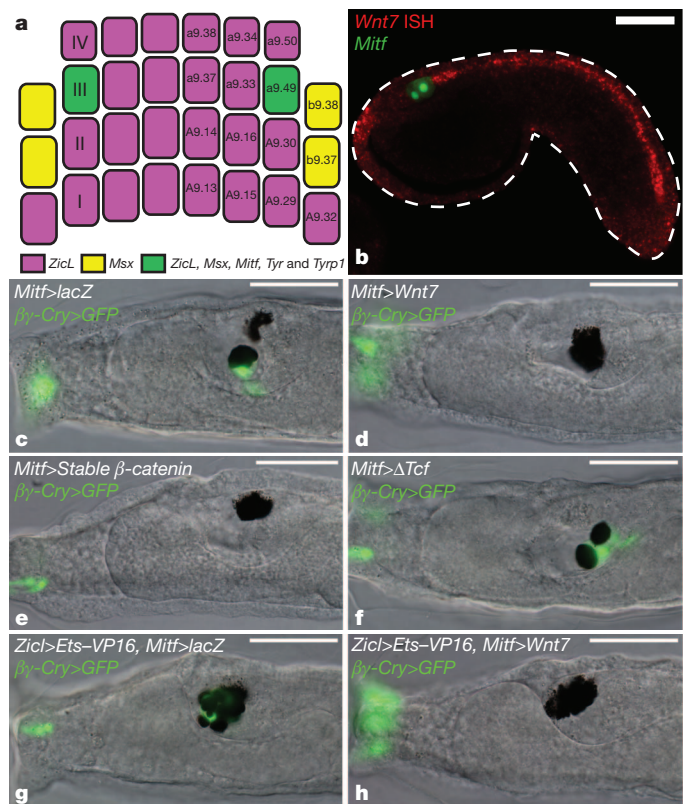 a
IV a9.38 a9.34 a9.50
III a9.37 a9.33 a9.49 b9.38
II A9.14 A9.16 A9.30 b9.37
I A9.13 A9.15 A9.29 A9.32
ZicL Msx ZicL, Msx, Mitf, Tyr and Tyrp1
Wnt7 ISH
Mitf
b
Mitf>lacZ
βγ-Cry>GFP
c
Mitf>Wnt7
βγ-Cry>GFP
d
Mitf>Stable β-catenin
βγ-Cry>GFP
e
Mitf>ΔTcf
βγ-Cry>GFP
f
Zicl>Ets–VP16, Mitf>lacZ
βγ-Cry>GFP
g
Zicl>Ets–VP16, Mitf>Wnt7
βγ-Cry>GFP
h